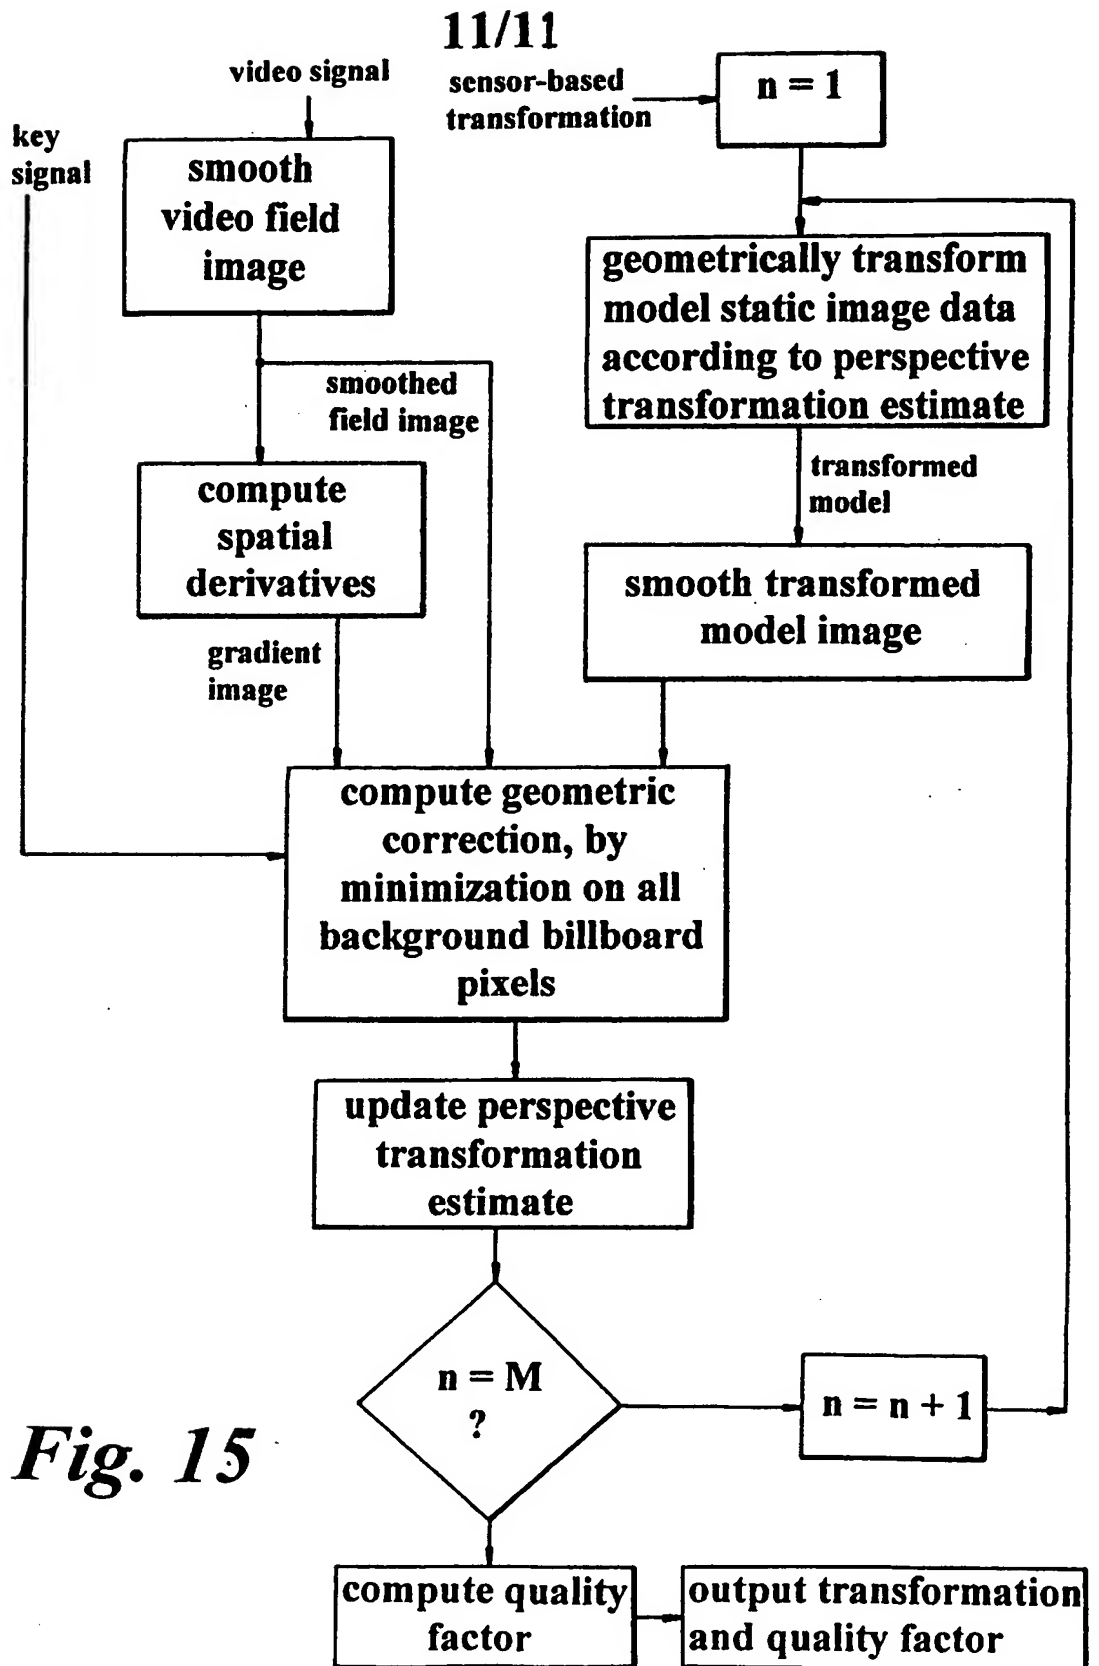 11/11
video signal
sensor-based
transformation
n = 1
key
signal
smooth
video field
image
geometrically transform
model static image data
according to perspective
transformation estimate
smoothed
field image
transformed
model
compute
spatial
derivatives
smooth transformed
model image
gradient
image
compute geometric
correction, by
minimization on all
background billboard
pixels
update perspective
transformation
estimate
n = M
?
n = n + 1
Fig. 15
compute quality
factor
output transformation
and quality factor